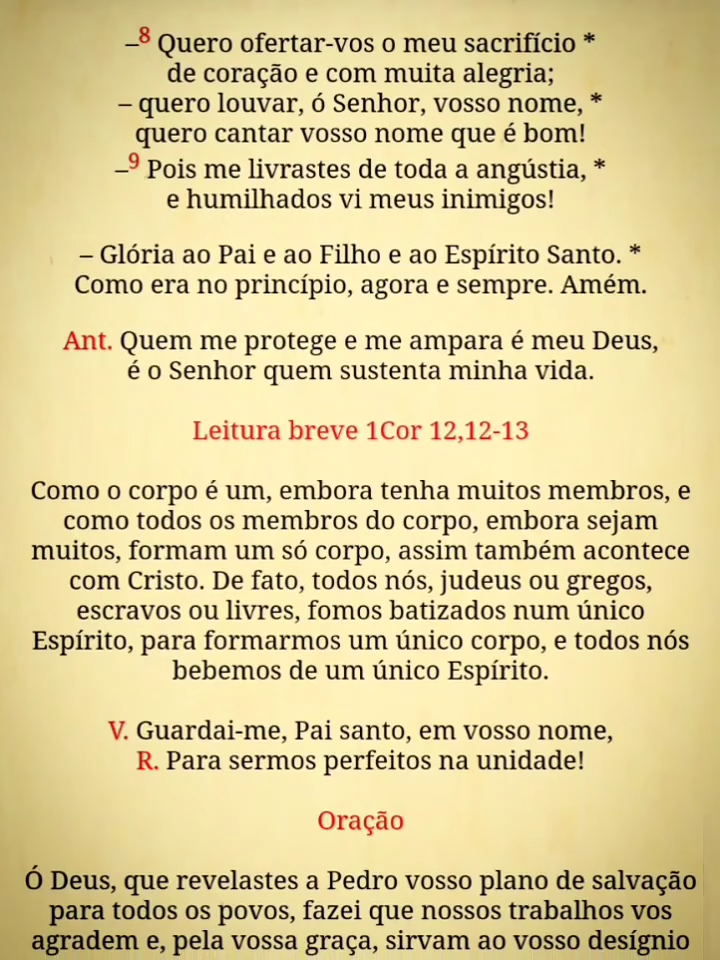 –8 Quero ofertar-vos o meu sacrifício *
de coração e com muita alegria;
– quero louvar, ó Senhor, vosso nome, *
quero cantar vosso nome que é bom!
–9 Pois me livrastes de toda a angústia, *
e humilhados vi meus inimigos!
– Glória ao Pai e ao Filho e ao Espírito Santo. *
Como era no princípio, agora e sempre. Amém.
Ant. Quem me protege e me ampara é meu Deus,
é o Senhor quem sustenta minha vida.
Leitura breve 1Cor 12,12-13
Como o corpo é um, embora tenha muitos membros, e
como todos os membros do corpo, embora sejam
muitos, formam um só corpo, assim também acontece
com Cristo. De fato, todos nós, judeus ou gregos,
escravos ou livres, fomos batizados num único
Espírito, para formarmos um único corpo, e todos nós
bebemos de um único Espírito.
V. Guardai-me, Pai santo, em vosso nome,
R. Para sermos perfeitos na unidade!
Oração
Ó Deus, que revelastes a Pedro vosso plano de salvação
para todos os povos, fazei que nossos trabalhos vos
agradem e, pela vossa graça, sirvam ao vosso desígnio